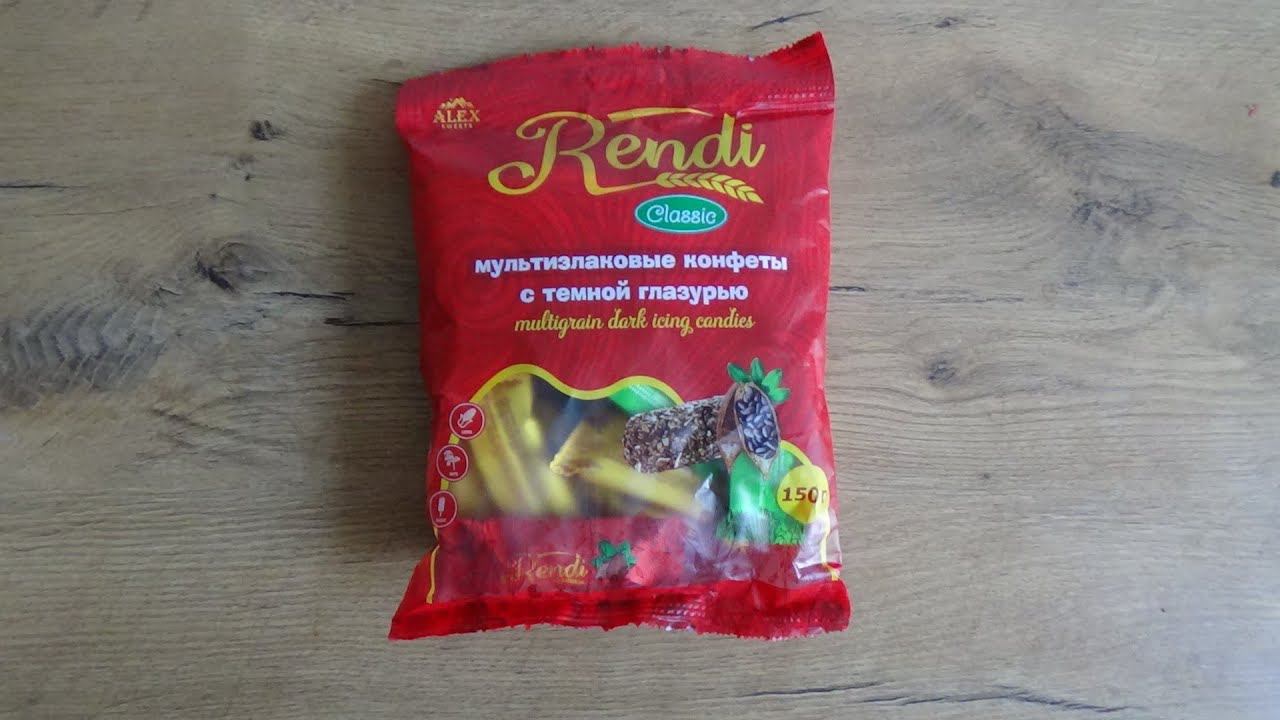 ALEX
SWEETS
Rendi
Classic
мультизлаковые конфеты
с темной глазурью
multigrain dark icing candies
150г
Rendi